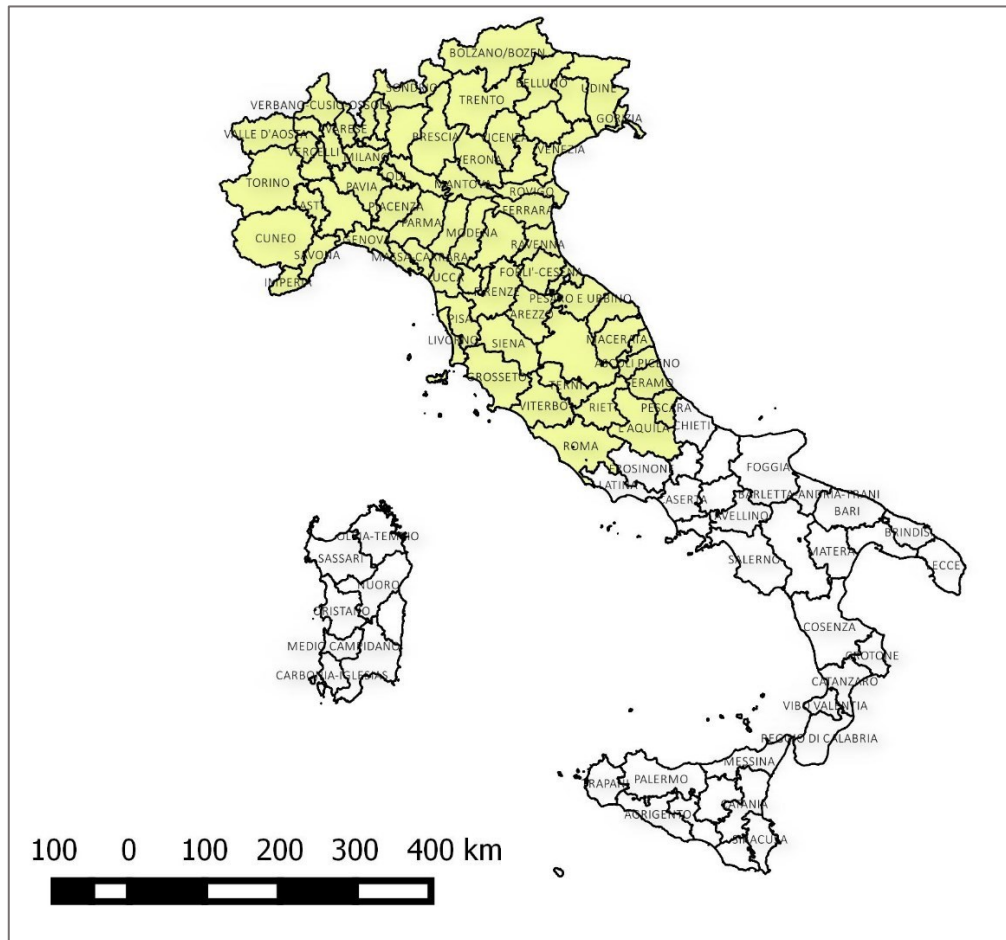 BOLZANO/BOZEN
SONDRIO
BELLUNO
UDINE
TRENTO
VERBANO-CUSIO-OSSOLA
GORIZIA
VARESE
VALLE D'AOSTA
BRESCIA
VICENZA
VENEZIA
VERCELLI
MILANO
VERONA
LODI
TORINO
PAVIA
MANTOVA
ROVIGO
ASTI
PIACENZA
FERRARA
PARMA
CUNEO
GENOVA
MODENA
RAVENNA
SAVONA
MASSA-CARRARA
FORLI'-CESENA
IMPERIA
LUCCA
FIRENZE
PESARO E URBINO
PISA
AREZZO
LIVORNO
SIENA
MACERATA
ASCOLI PICENO
GROSSETO
TERNI
TERAMO
VITERBO
RIETI
PESCARA
L'AQUILA
CHIETI
ROMA
FROSINONE
FOGGIA
LATINA
CASERTA
BARLETTA-ANDRIA-TRANI
AVELLINO
BARI
BRINDISI
OLBIA-TEMPIO
SASSARI
SALERNO
MATERA
LECCE
NUORO
ORISTANO
COSENZA
MEDIO CAMPIDANO
CROTONE
CARBONIA-IGLESIAS
CATANZARO
VIBO VALENTIA
REGGIO DI CALABRIA
MESSINA
TRAPANI
PALERMO
CATANIA
AGRIGENTO
SIRACUSA
100 0 100 200 300 400 km